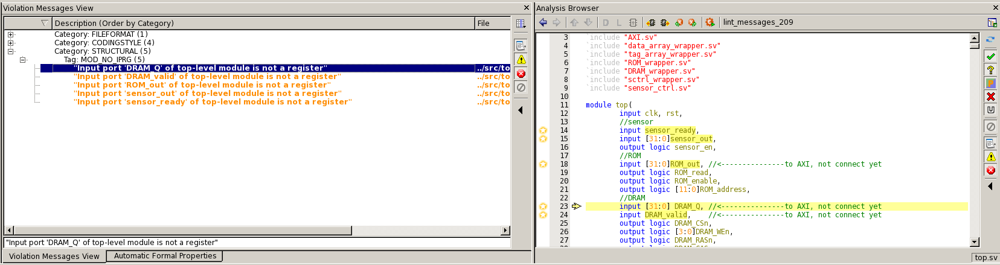 Violation Messages View
Description (Order by Category)
File
Category: FILEFORMAT (1)
Category: CODINGSTYLE (4)
Category: STRUCTURAL (5)
Tag: MOD_NO_IPRG (5)
"Input port 'DRAM_Q' of top-level module is not a register"
../src/to
"Input port 'DRAM_valid' of top-level module is not a register"
../src/to
"Input port 'ROM_out' of top-level module is not a register"
../src/to
"Input port 'sensor_out' of top-level module is not a register"
../src/to
"Input port 'sensor_ready' of top-level module is not a register"
../src/to
"Input port 'DRAM_Q' of top-level module is not a register"
Violation Messages View
Automatic Formal Properties
Analysis Browser
D L
lint_messages_209
3 `include "AXI.sv"
4 `include "data_array_wrapper.sv"
5 `include "tag_array_wrapper.sv"
6 `include "ROM_wrapper.sv"
7 `include "DRAM_wrapper.sv"
8 `include "sctrl_wrapper.sv"
9 `include "sensor_ctrl.sv"
10
11 module top(
12 input clk, rst,
13 //sensor
14 input sensor_ready,
15 input [31:0]sensor_out,
16 output logic sensor_en,
17 //ROM
18 input [31:0]ROM_out, //<---------------to AXI, not connect yet
19 output logic ROM_read,
20 output logic ROM_enable,
21 output logic [11:0]ROM_address,
22 //DRAM
23 input [31:0] DRAM_Q, //<---------------to AXI, not connect yet
24 input DRAM_valid, //<---------------to AXI, not connect yet
25 output logic DRAM_CSn,
26 output logic [3:0]DRAM_WEn,
27 output logic DRAM_RASn,
top.sv